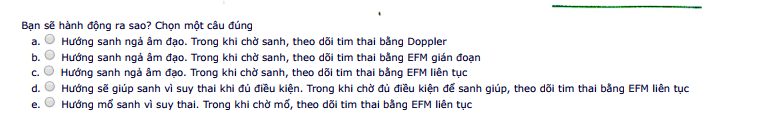 Bạn sẽ hành động ra sao? Chọn một câu đúng
a. Hướng sanh ngả âm đạo. Trong khi chờ sanh, theo dõi tim thai bằng Doppler
b. Hướng sanh ngả âm đạo. Trong khi chờ sanh, theo dõi tim thai bằng EFM gián đoạn
c. Hướng sanh ngả âm đạo. Trong khi chờ sanh, theo dõi tim thai bằng EFM liên tục
d. Hướng sẽ giúp sanh vì suy thai khi đủ điều kiện. Trong khi chờ đủ điều kiện để sanh giúp, theo dõi tim thai bằng EFM liên tục
e. Hướng mổ sanh vì suy thai. Trong khi chờ mổ, theo dõi tim thai bằng EFM liên tục